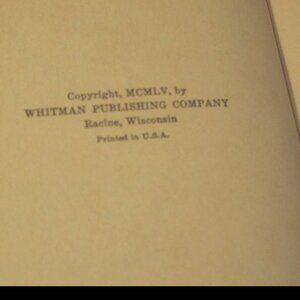 Copyright, MCMLV, by
WHITMAN PUBLISHING COMPANY
Racine, Wisconsin
Printed in U.S.A.